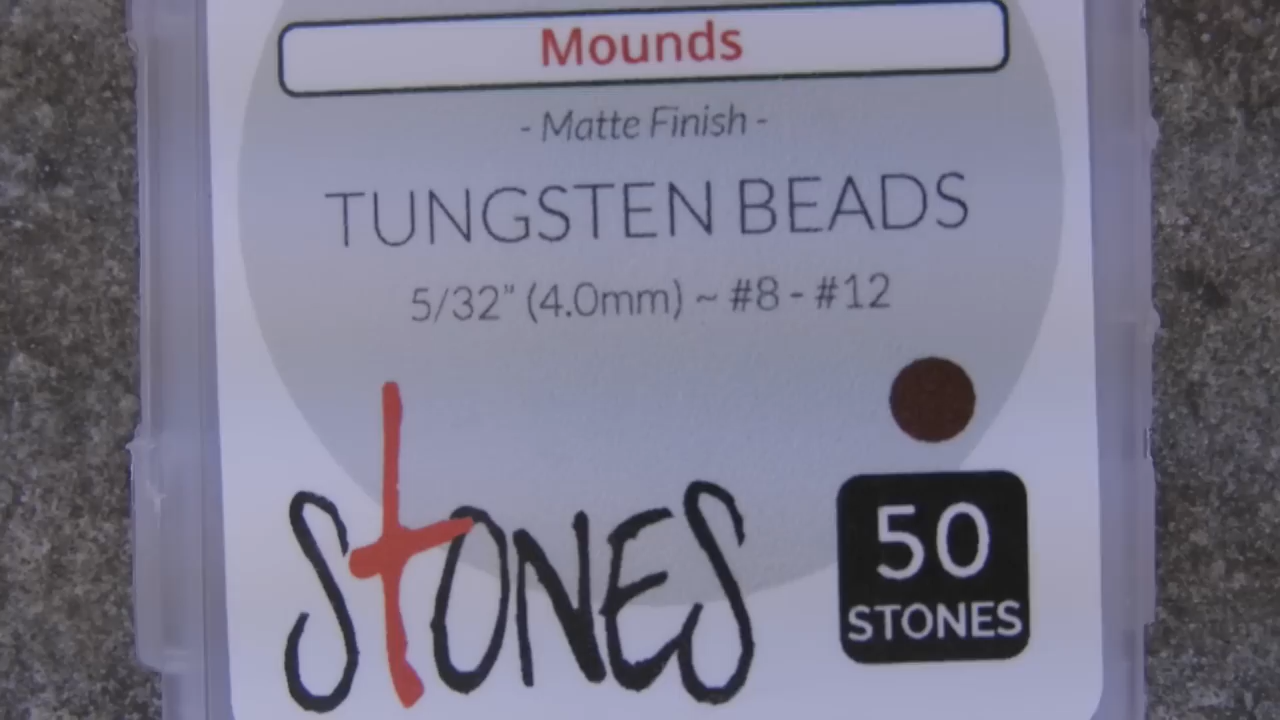 Mounds
- Matte Finish -
TUNGSTEN BEADS
5/32" (4.0mm) ~ #8 - #12
StONES
50
STONES